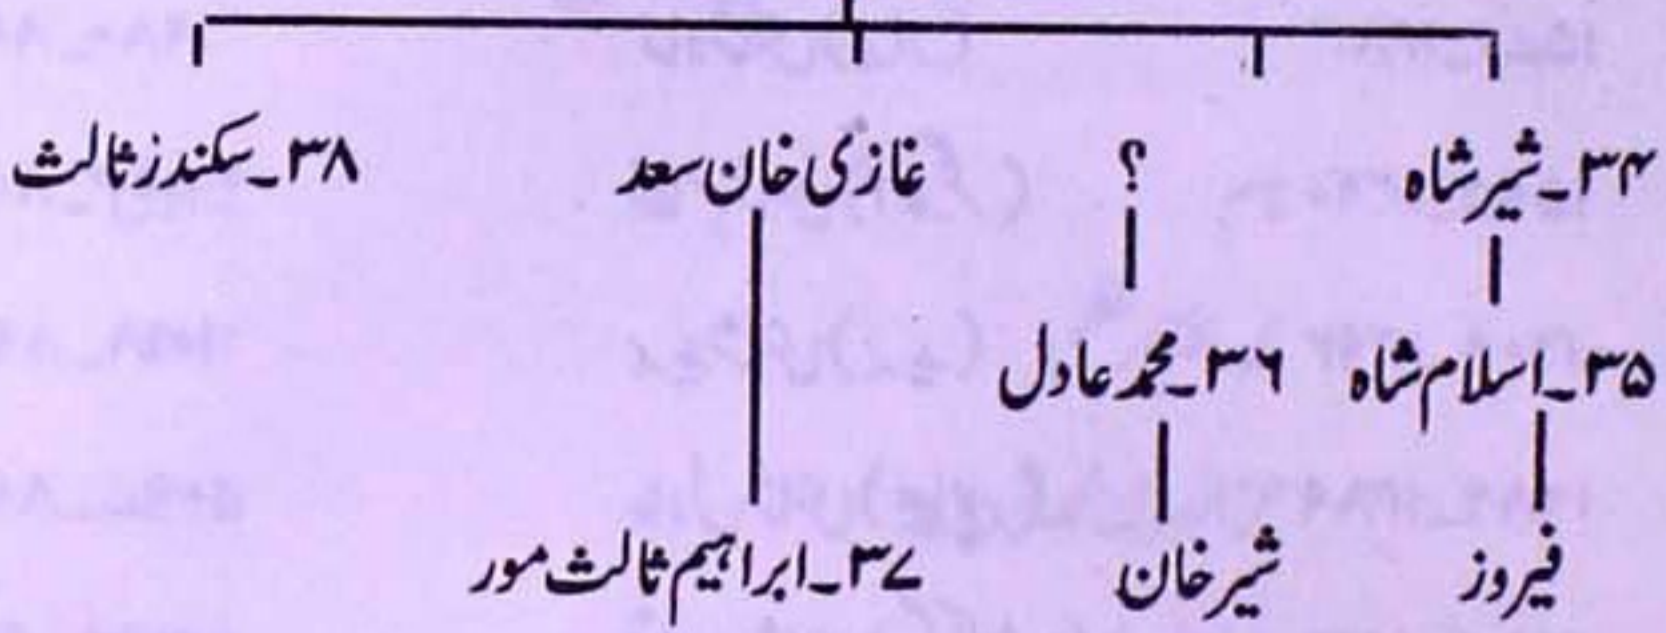 ۳۴۔شیر شاہ ؟ غازی خان سعد ۳۸۔سکندر ثالث
۳۵۔اسلام شاہ ۳۶۔محمد عادل
فیروز شیر خان ۳۷۔ابراہیم ثالث مور